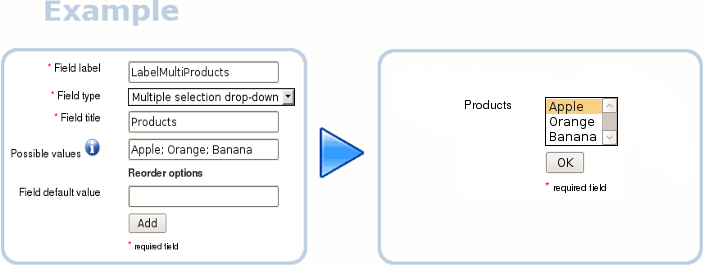 Example
* Field label LabelMultiProducts
* Field type Multiple selection drop-down
* Field title Products
Possible values i Apple; Orange; Banana
Reorder options
Field default value
Add
* required field
Products Apple
Orange
Banana
OK
* required field